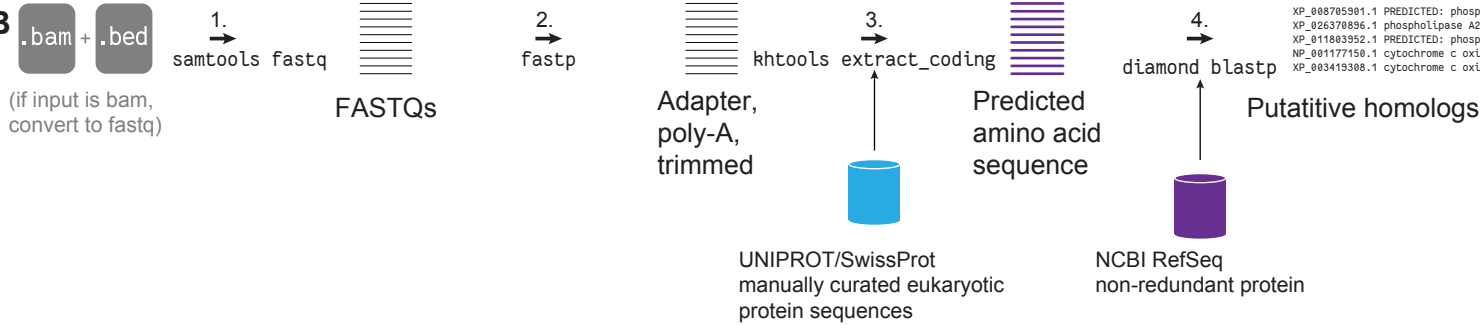 B
.bam + .bed
(if input is bam,
convert to fastq)
1.
samtools fastq
FASTQs
2.
fastp
Adapter,
poly-A,
trimmed
3.
khtools extract_coding
UNIPROT/SwissProt
manually curated eukaryotic
protein sequences
Predicted
amino acid
sequence
4.
diamond blastp
NCBI RefSeq
non-redundant protein
XP_008705901.1 PREDICTED: phosp
XP_026370896.1 phospholipase A2
XP_011803952.1 PREDICTED: phosp
NP_001177150.1 cytochrome c oxi
XP_003419308.1 cytochrome c oxi
Putatitive homologs